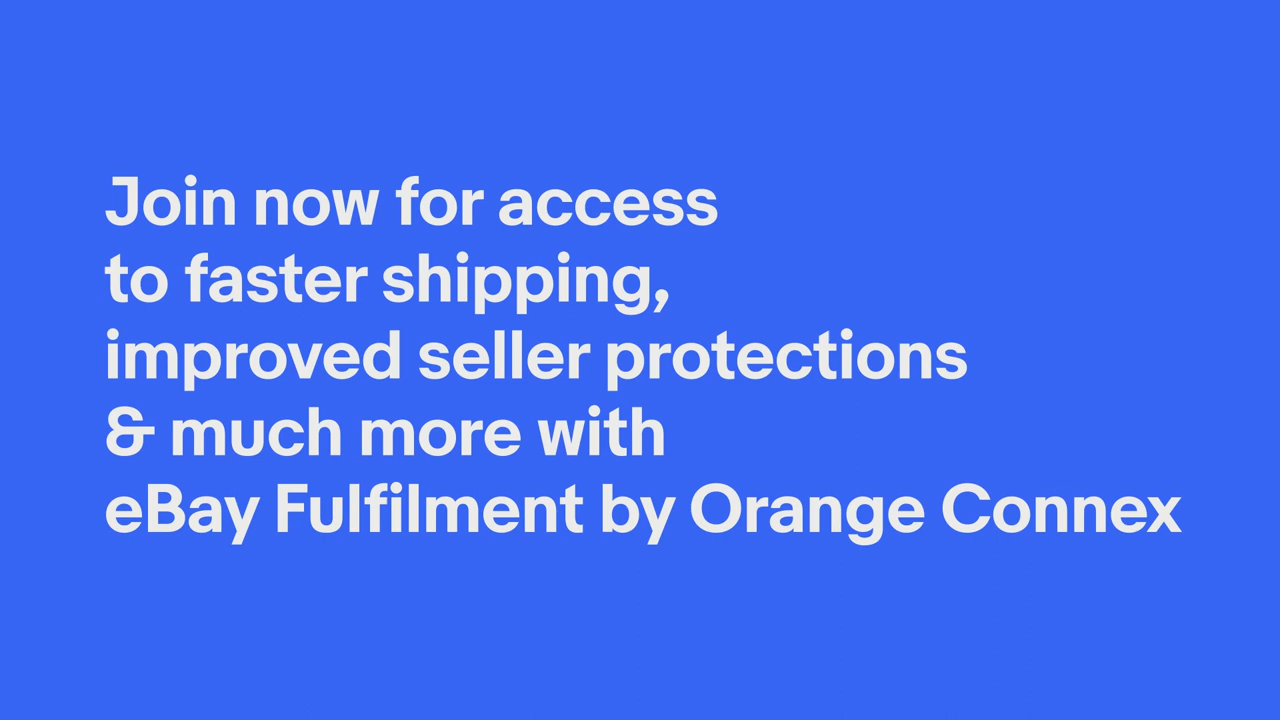 Join now for access
to faster shipping,
improved seller protections
& much more with
eBay Fulfilment by Orange Connex